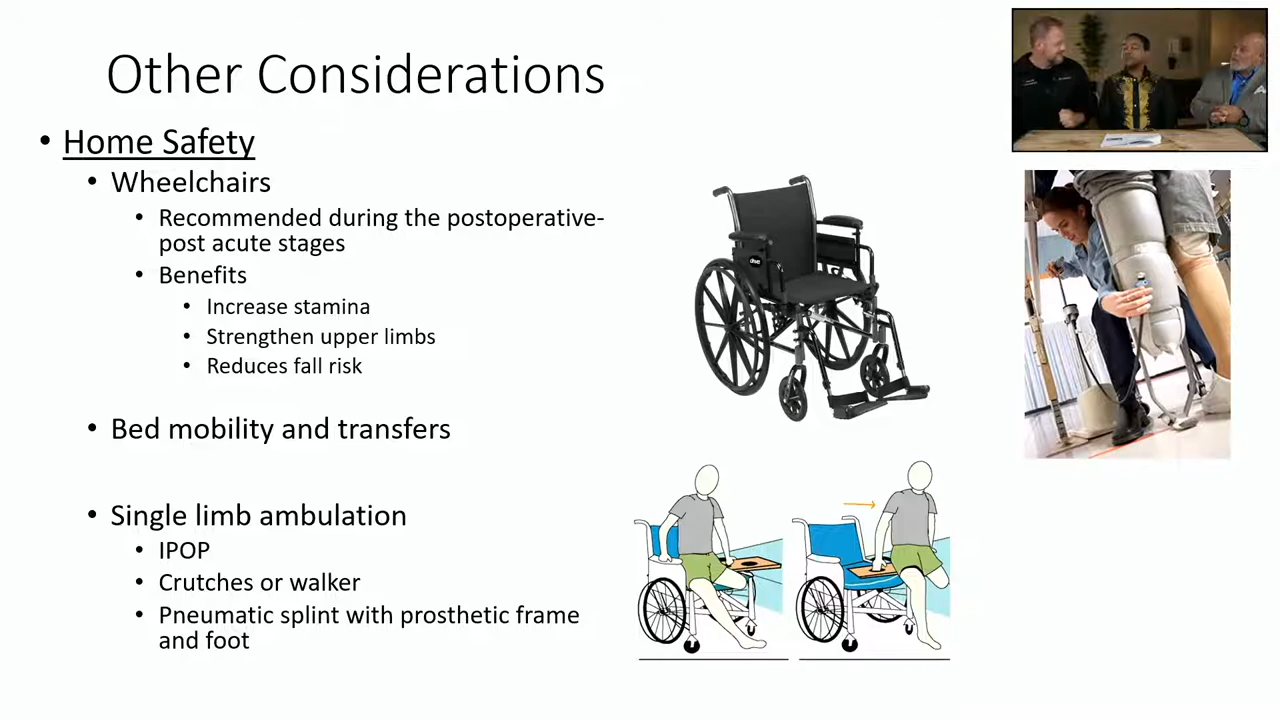 Other Considerations
• Home Safety
• Wheelchairs
• Recommended during the postoperative-
post acute stages
• Benefits
• Increase stamina
• Strengthen upper limbs
• Reduces fall risk
• Bed mobility and transfers
• Single limb ambulation
• IPOP
• Crutches or walker
• Pneumatic splint with prosthetic frame
and foot
drive